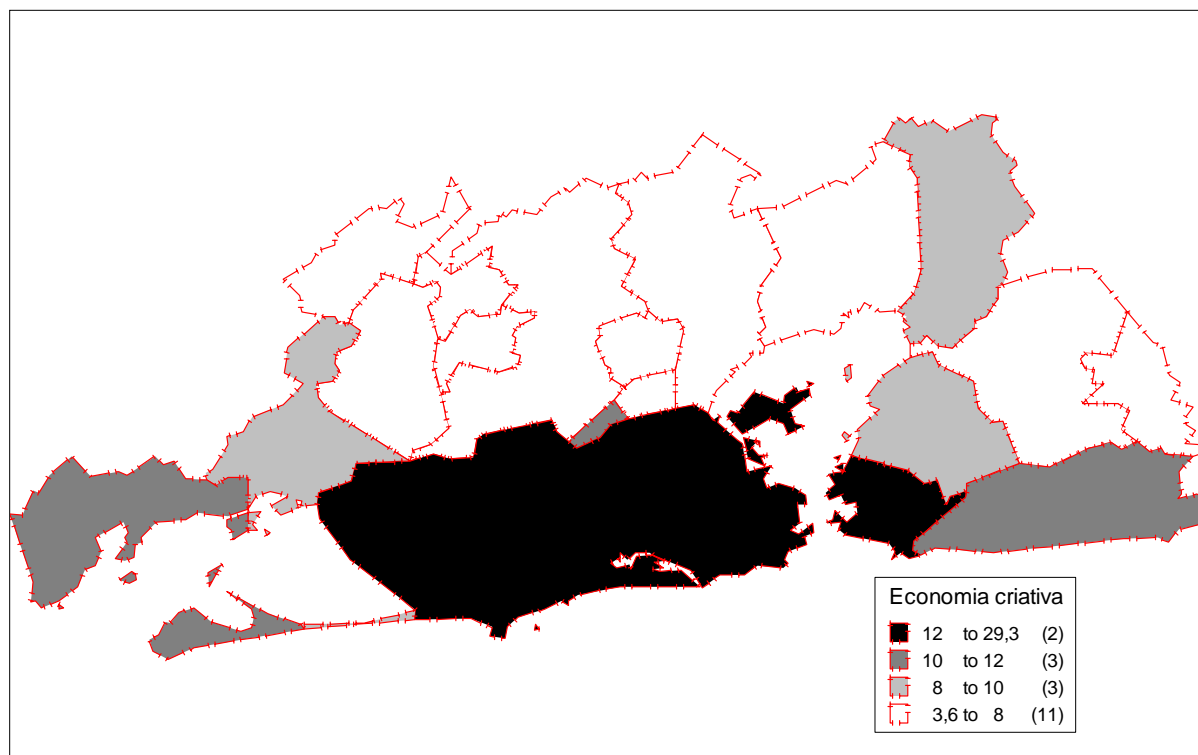 Economia criativa
12 to 29,3 (2)
10 to 12 (3)
8 to 10 (3)
3,6 to 8 (11)